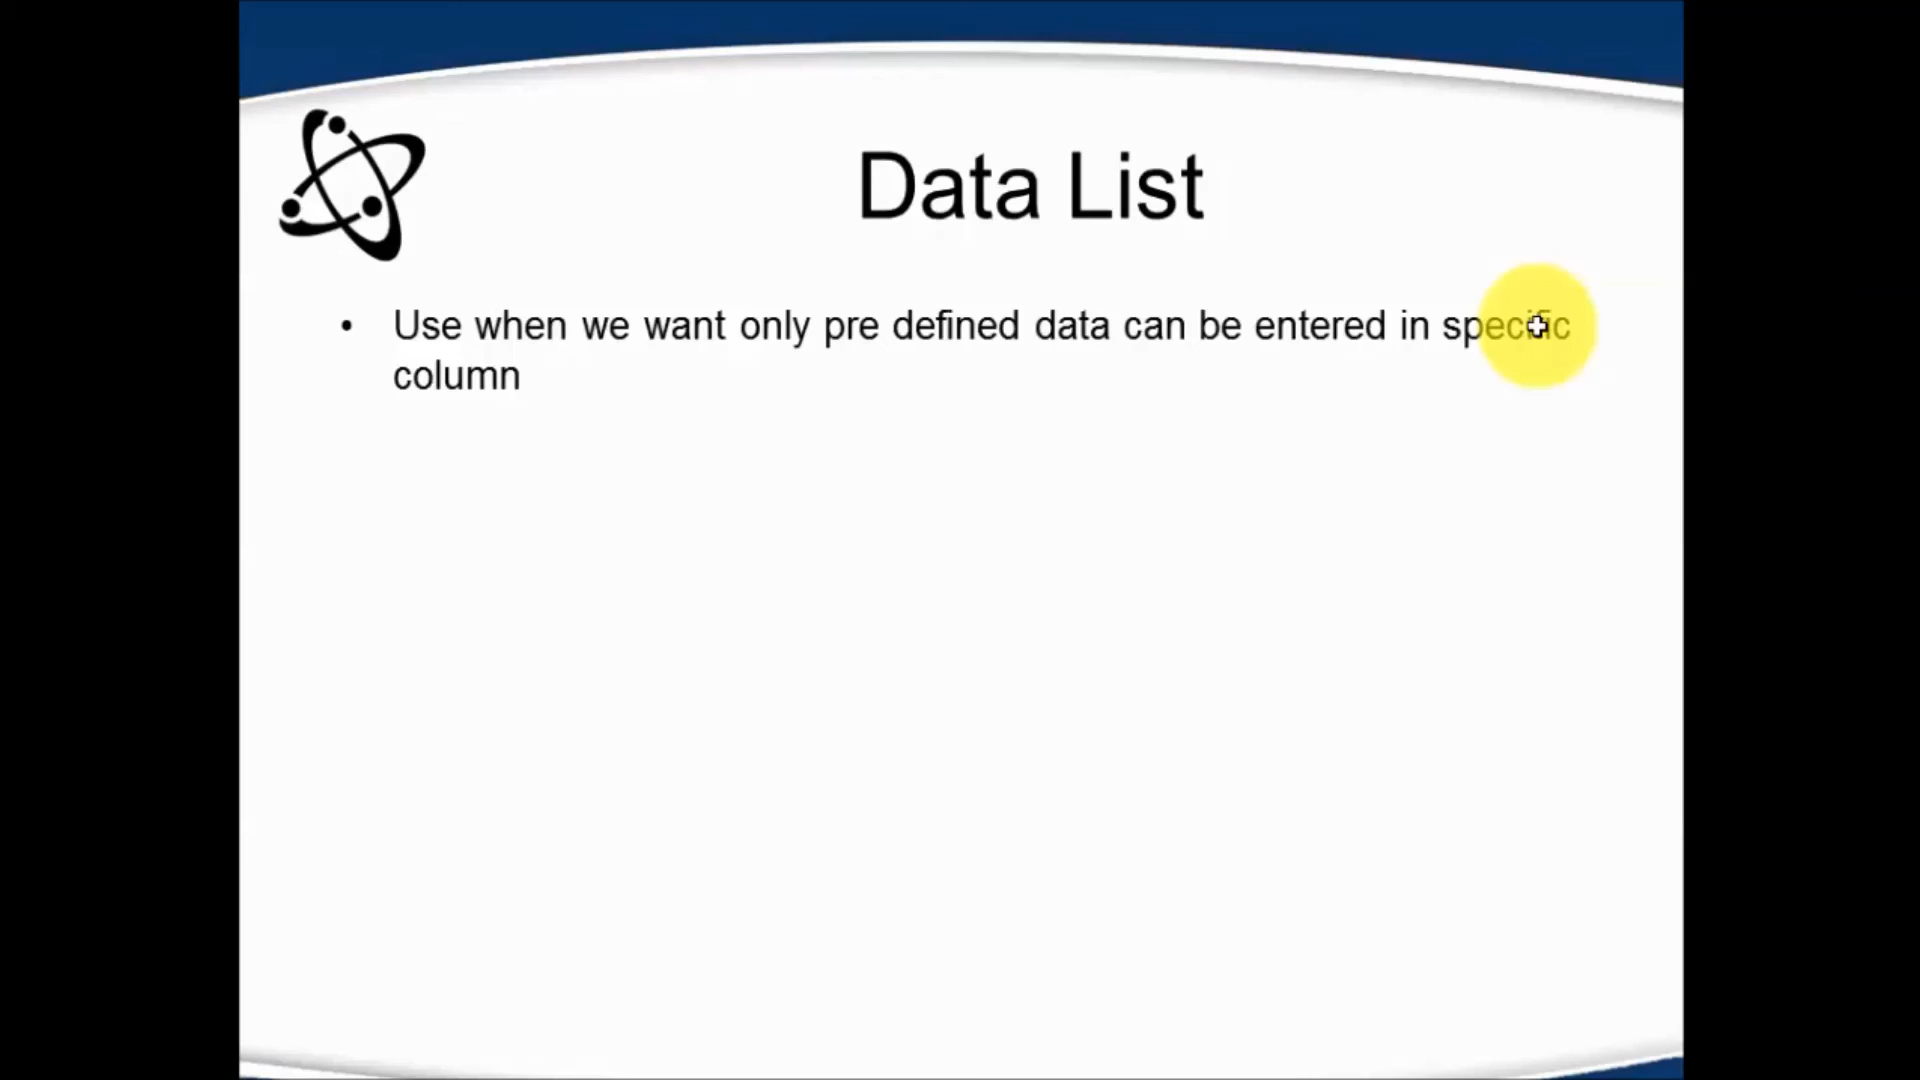 Data List
• Use when we want only pre defined data can be entered in specific
column